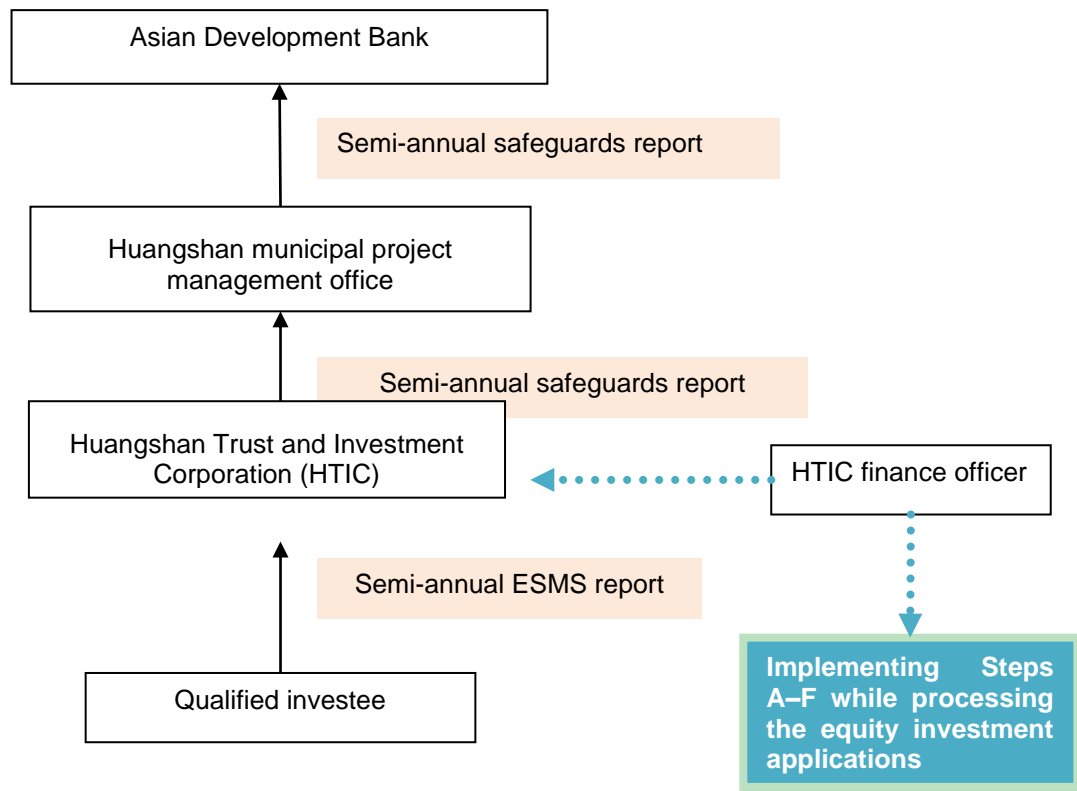 Asian Development Bank
Semi-annual safeguards report
Huangshan municipal project
management office
Semi-annual safeguards report
Huangshan Trust and Investment
Corporation (HTIC)
HTIC finance officer
Semi-annual ESMS report
Qualified investee
Implementing Steps
A–F while processing
the equity investment
applications